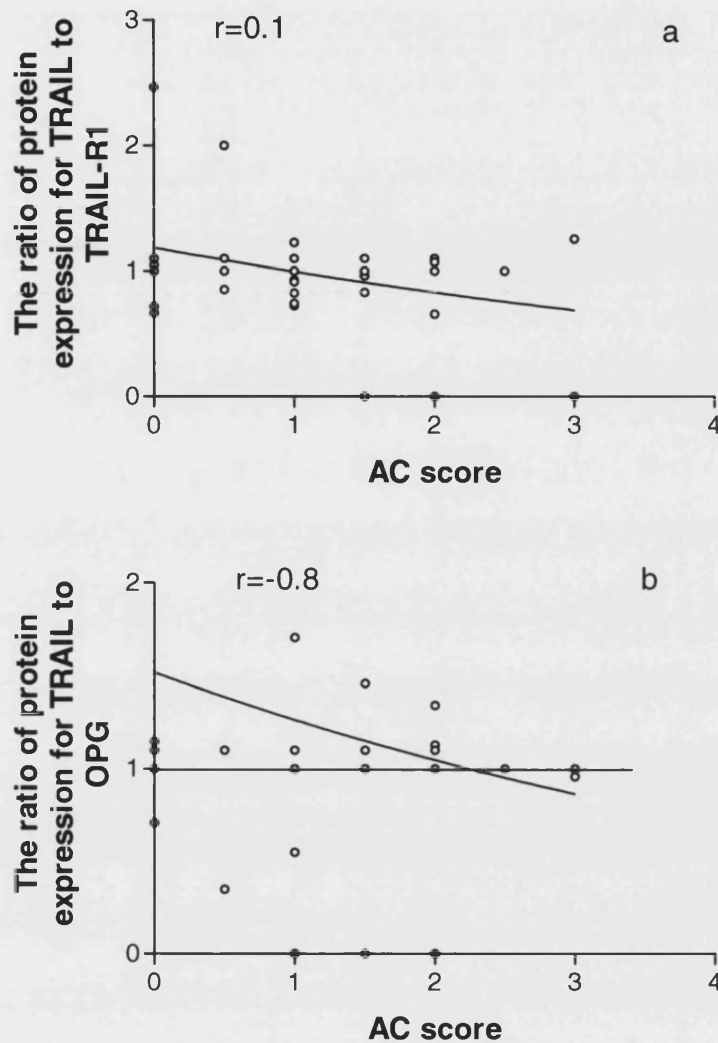 r=0.1
a
The ratio of protein
expression for TRAIL to
TRAIL-R1
3
2
1
0
0
1
2
3
4
AC score
r=-0.8
b
The ratio of protein
expression for TRAIL to
OPG
2
1
0
0
1
2
3
4
AC score